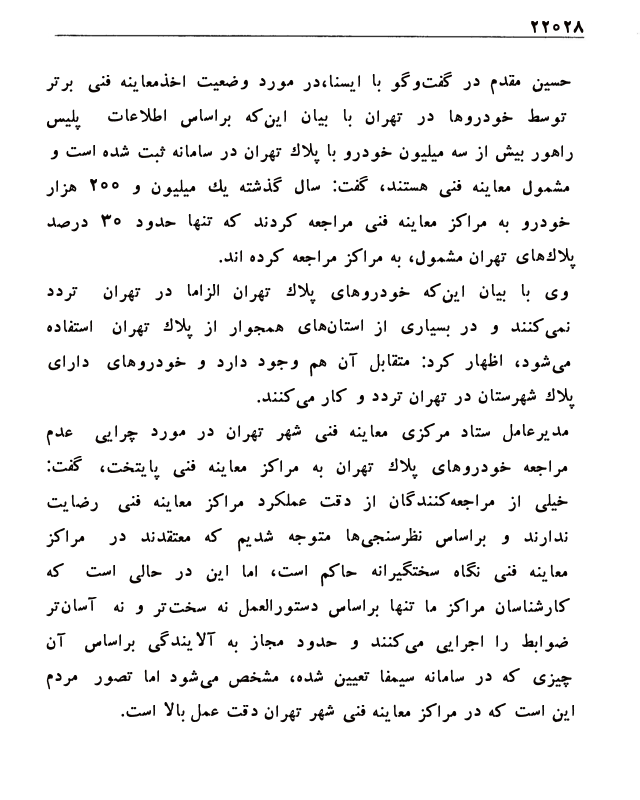 ۲۲۰۲۸
حسین مقدم در گفت‌وگو با ایسنا،در مورد وضعیت اخذمعاینه فنی برتر
توسط خودروها در تهران با بیان این‌که براساس اطلاعات پلیس
راهور بیش از سه میلیون خودرو با پلاك تهران در سامانه ثبت شده است و
مشمول معاینه فنی هستند، گفت: سال گذشته یك میلیون و ۲۰۰ هزار
خودرو به مراکز معاینه فنی مراجعه کردند که تنها حدود ۳۰ درصد
پلاك‌های تهران مشمول، به مراکز مراجعه کرده اند.
وی با بیان این‌که خودروهای پلاك تهران الزاما در تهران تردد
نمی‌کنند و در بسیاری از استان‌های همجوار از پلاك تهران استفاده
می‌شود، اظهار کرد: متقابل آن هم وجود دارد و خودروهای دارای
پلاك شهرستان در تهران تردد و کار می‌کنند.
مدیرعامل ستاد مرکزی معاینه فنی شهر تهران در مورد چرایی عدم
مراجعه خودروهای پلاك تهران به مراکز معاینه فنی پایتخت، گفت:
خیلی از مراجعه‌کنندگان از دقت عملکرد مراکز معاینه فنی رضایت
ندارند و براساس نظرسنجی‌ها متوجه شدیم که معتقدند در مراکز
معاینه فنی نگاه سختگیرانه حاکم است، اما این در حالی است که
کارشناسان مراکز ما تنها براساس دستورالعمل نه سخت‌تر و نه آسان‌تر
ضوابط را اجرایی می‌کنند و حدود مجاز به آلایندگی براساس آن
چیزی که در سامانه سیمفا تعیین شده، مشخص می‌شود اما تصور مردم
این است که در مراکز معاینه فنی شهر تهران دقت عمل بالا است.